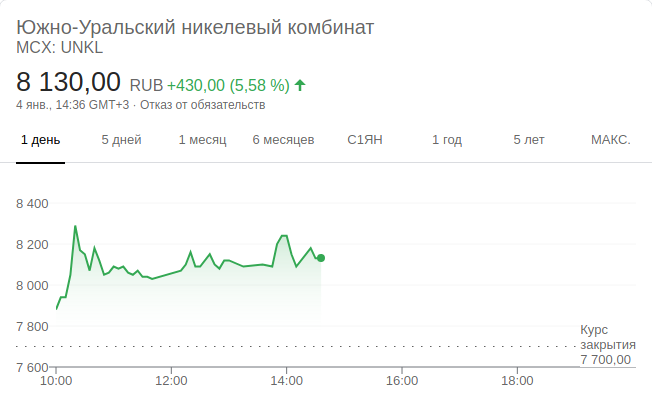 Южно-Уральский никелевый комбинат
MCX: UNKL
8 130,00 RUB +430,00 (5,58 %) ↑
4 янв., 14:36 GMT+3 · Отказ от обязательств
1 день 5 дней 1 месяц 6 месяцев С1ЯН 1 год 5 лет МАКС.
8 400
8 200
8 000
7 800
Курс
закрытия
7 700,00
7 600
10:00 12:00 14:00 16:00 18:00